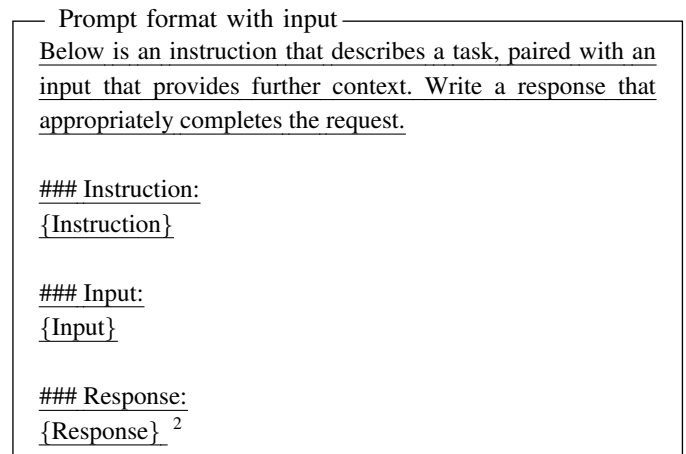 Prompt format with input
Below is an instruction that describes a task, paired with an
input that provides further context. Write a response that
appropriately completes the request.
### Instruction:
{Instruction}
### Input:
{Input}
### Response:
{Response} 2